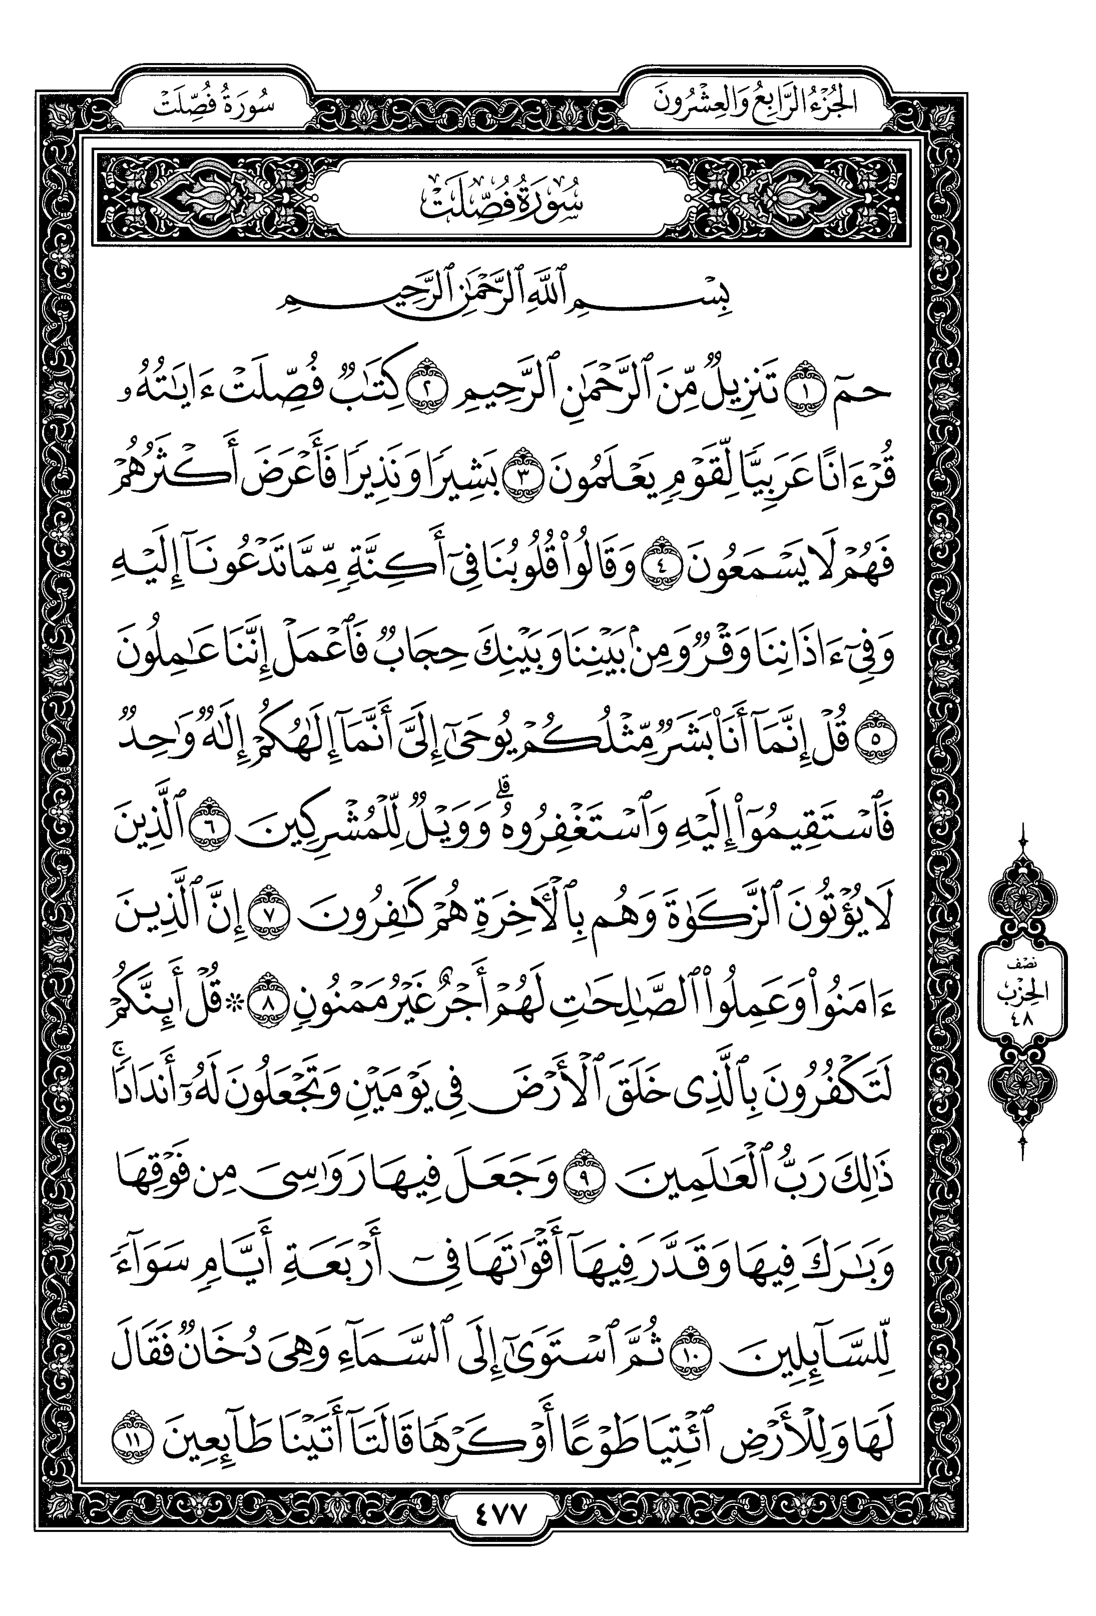 الجُزْءُ الرَّابِعُ وَالعِشْرُونَ
سُورَةُ فُصِّلَتْ
سُورَةُ فُصِّلَتْ
بِسْمِ ٱللَّهِ ٱلرَّحْمَٰنِ ٱلرَّحِيمِ
حمٓ ١ تَنزِيلٌ مِّنَ ٱلرَّحْمَٰنِ ٱلرَّحِيمِ ٢ كِتَٰبٌ فُصِّلَتْ ءَايَٰتُهُۥ
قُرْءَانًا عَرَبِيًّا لِّقَوْمٍ يَعْلَمُونَ ٣ بَشِيرًا وَنَذِيرًا فَأَعْرَضَ أَكْثَرُهُمْ
فَهُمْ لَا يَسْمَعُونَ ٤ وَقَالُوا۟ قُلُوبُنَا فِىٓ أَكِنَّةٍ مِّمَّا تَدْعُونَآ إِلَيْهِ
وَفِىٓ ءَاذَانِنَا وَقْرٌ وَمِنۢ بَيْنِنَا وَبَيْنِكَ حِجَابٌ فَٱعْمَلْ إِنَّنَا عَٰمِلُونَ
٥ قُلْ إِنَّمَآ أَنَا۠ بَشَرٌ مِّثْلُكُمْ يُوحَىٰٓ إِلَىَّ أَنَّمَآ إِلَٰهُكُمْ إِلَٰهٌ وَٰحِدٌ
فَٱسْتَقِيمُوٓا۟ إِلَيْهِ وَٱسْتَغْفِرُوهُ ۗ وَوَيْلٌ لِّلْمُشْرِكِينَ ٦ ٱلَّذِينَ
لَا يُؤْتُونَ ٱلزَّكَوٰةَ وَهُم بِٱلْأَخِرَةِ هُمْ كَٰفِرُونَ ٧ إِنَّ ٱلَّذِينَ
ءَامَنُوا۟ وَعَمِلُوا۟ ٱلصَّٰلِحَٰتِ لَهُمْ أَجْرٌ غَيْرُ مَمْنُونٍ ٨ * قُلْ أَئِنَّكُمْ
لَتَكْفُرُونَ بِٱلَّذِى خَلَقَ ٱلْأَرْضَ فِى يَوْمَيْنِ وَتَجْعَلُونَ لَهُۥٓ أَندَادًا ۚ
ذَٰلِكَ رَبُّ ٱلْعَٰلَمِينَ ٩ وَجَعَلَ فِيهَا رَوَٰسِىَ مِن فَوْقِهَا
وَبَٰرَكَ فِيهَا وَقَدَّرَ فِيهَآ أَقْوَٰتَهَا فِىٓ أَرْبَعَةِ أَيَّامٍ سَوَآءً
لِّلسَّآئِلِينَ ١٠ ثُمَّ ٱسْتَوَىٰٓ إِلَى ٱلسَّمَآءِ وَهِىَ دُخَانٌ فَقَالَ
لَهَا وَلِلْأَرْضِ ٱئْتِيَا طَوْعًا أَوْ كَرْهًا قَالَتَآ أَتَيْنَا طَآئِعِينَ ١١
نصف
الحِزْب
٤٨
٤٧٧